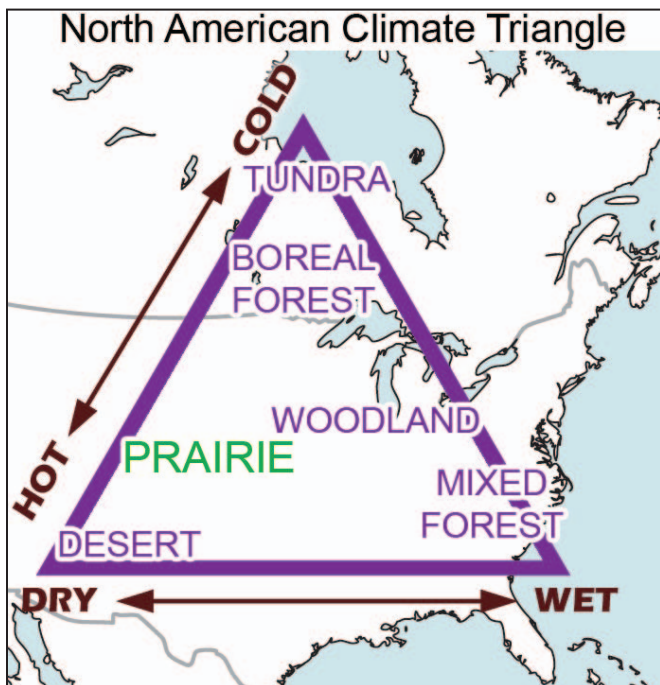 North American Climate Triangle
COLD
TUNDRA
BOREAL
FOREST
WOODLAND
HOT
PRAIRIE
MIXED
FOREST
DESERT
DRY
WET